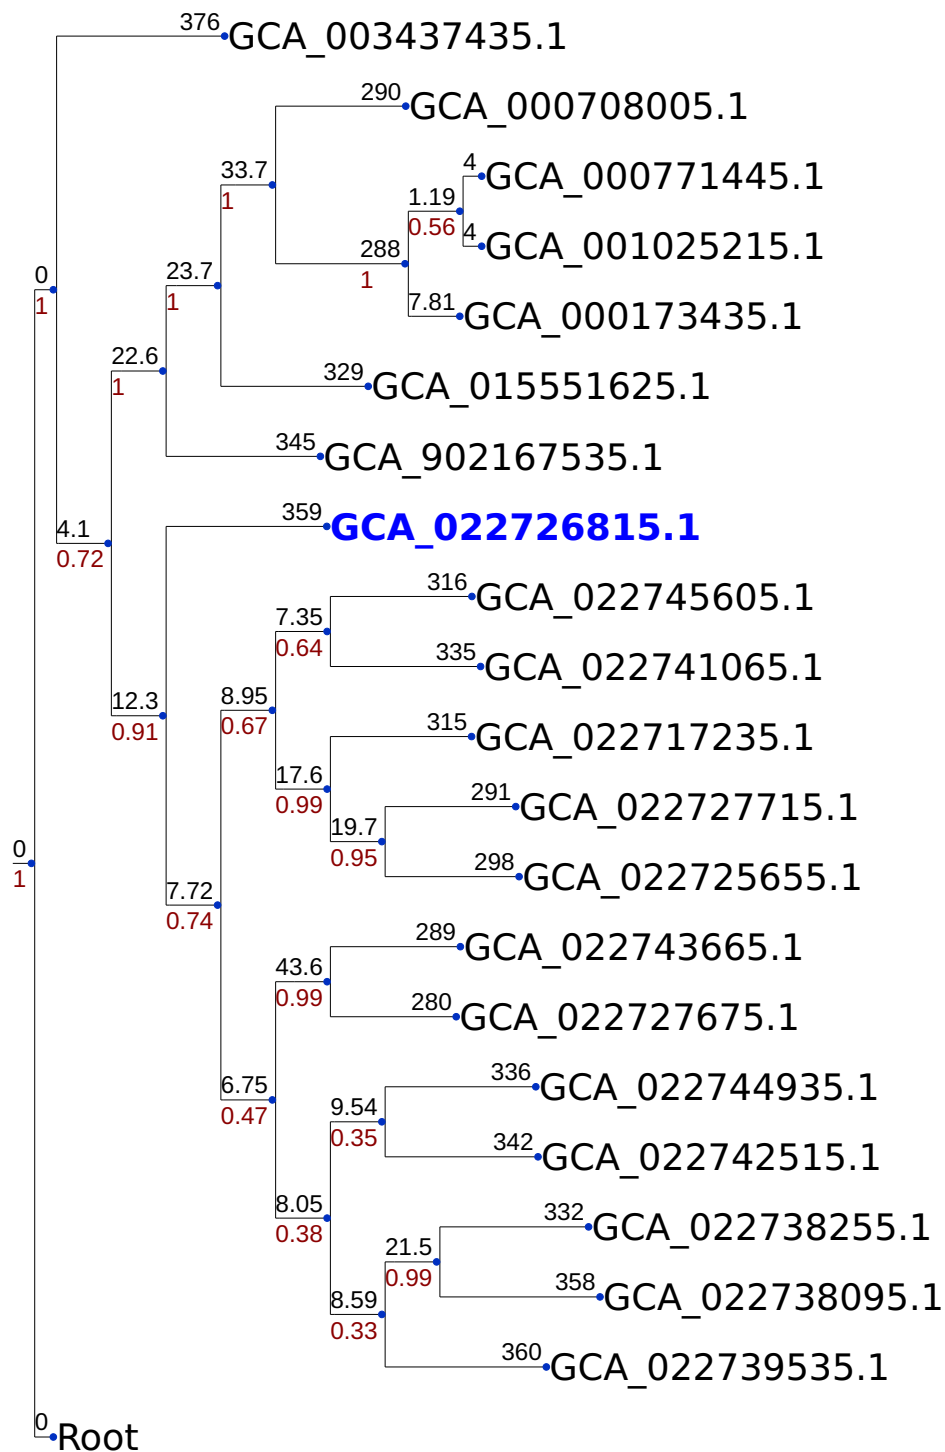 376
GCA_003437435.1
290
GCA_000708005.1
33.7
1
4
GCA_000771445.1
1.19
0.56
4
GCA_001025215.1
288
1
7.81
GCA_000173435.1
23.7
1
0
1
22.6
1
329
GCA_015551625.1
345
GCA_902167535.1
359
GCA_022726815.1
4.1
0.72
316
GCA_022745605.1
7.35
0.64
335
GCA_022741065.1
12.3
0.91
8.95
0.67
315
GCA_022717235.1
17.6
0.99
291
GCA_022727715.1
19.7
0.95
298
GCA_022725655.1
0
1
7.72
0.74
289
GCA_022743665.1
43.6
0.99
280
GCA_022727675.1
6.75
0.47
336
GCA_022744935.1
9.54
0.35
342
GCA_022742515.1
8.05
0.38
332
GCA_022738255.1
21.5
0.99
358
GCA_022738095.1
8.59
0.33
360
GCA_022739535.1
0
Root